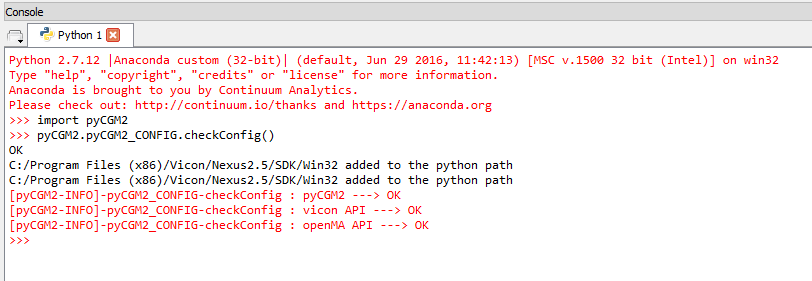 Console
Python 1
Python 2.7.12 |Anaconda custom (32-bit)| (default, Jun 29 2016, 11:42:13) [MSC v.1500 32 bit (Intel)] on win32
Type "help", "copyright", "credits" or "license" for more information.
Anaconda is brought to you by Continuum Analytics.
Please check out: http://continuum.io/thanks and https://anaconda.org
>>> import pyCGM2
>>> pyCGM2.pyCGM2_CONFIG.checkConfig()
OK
C:/Program Files (x86)/Vicon/Nexus2.5/SDK/Win32 added to the python path
C:/Program Files (x86)/Vicon/Nexus2.5/SDK/Win32 added to the python path
[pyCGM2-INFO]-pyCGM2_CONFIG-checkConfig : pyCGM2 ---> OK
[pyCGM2-INFO]-pyCGM2_CONFIG-checkConfig : vicon API ---> OK
[pyCGM2-INFO]-pyCGM2_CONFIG-checkConfig : openMA API ---> OK
>>>